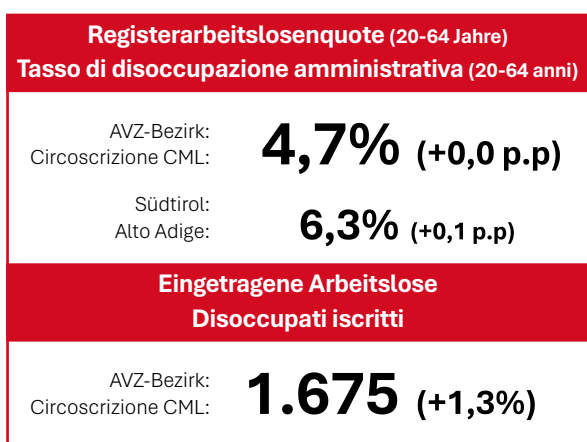 Registerarbeitslosenquote (20-64 Jahre)
Tasso di disoccupazione amministrativa (20-64 anni)
AVZ-Bezirk:
Circoscrizione CML:
4,7% (+0,0 p.p)
Südtirol:
Alto Adige:
6,3% (+0,1 p.p)
Eingetragene Arbeitslose
Disoccupati iscritti
AVZ-Bezirk:
Circoscrizione CML:
1.675 (+1,3%)